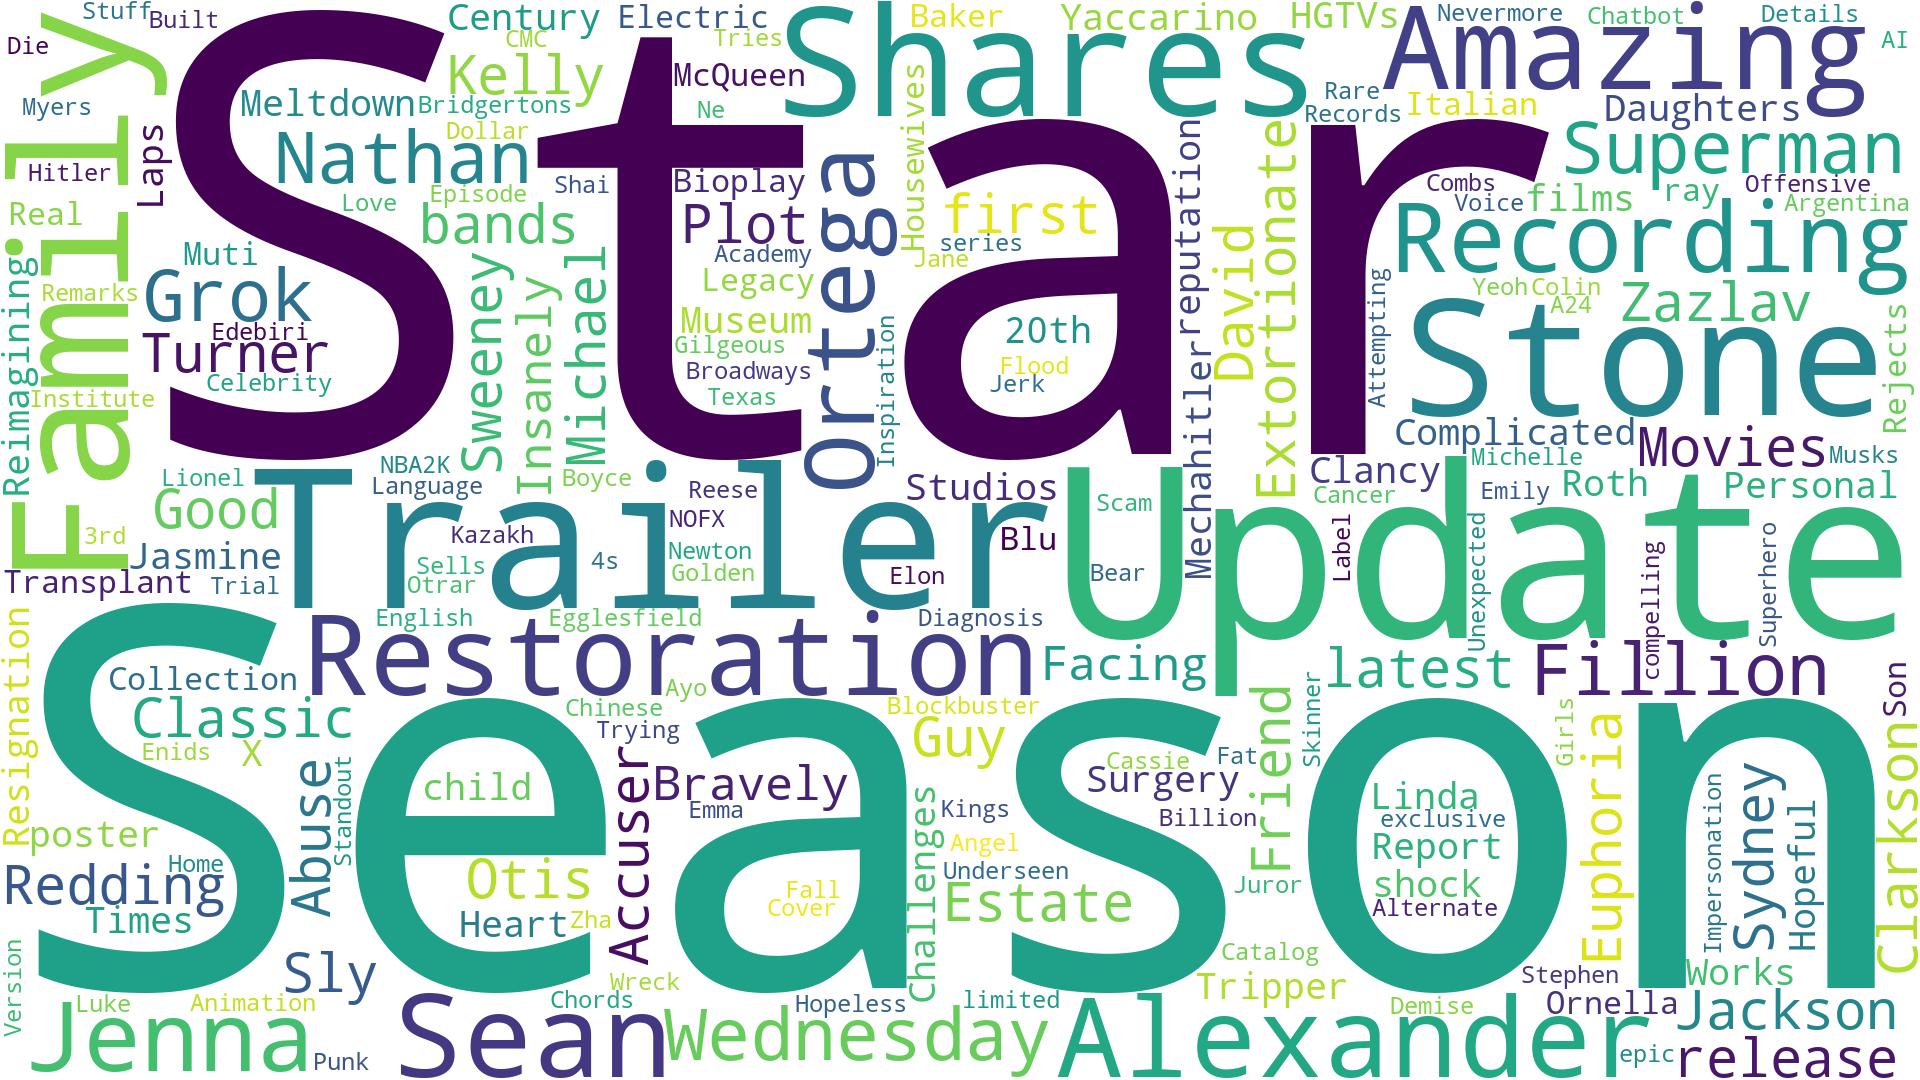 Star
Season
Update
Trailer
Family
Shares
Stone
Restoration
Recording
Amazing
Alexander
Sean
Jenna
Wednesday
Ortega
Superman
Nathan
Fillion
Grok
Turner
Kelly
Plot
bands
first
Michael
Sweeney
Insanely
Extortionate
David
Mechahitler
reputation
Zazlav
Movies
Complicated
Clancy
Roth
Personal
Good
Jasmine
Transplant
Studios
Blu
Facing
latest
Classic
Collection
Guy
Friend
Surgery
Bravely
Accuser
Abuse
Otis
Redding
Sly
Heart
child
poster
Times
Estate
Challenges
Linda
exclusive
Report
shock
Alternate
Euphoria
Sydney
Hopeful
Clarkson
Son
Works
Jackson
release
Ornella
Tripper
Resignation
Reimagining
Laps
Meltdown
Century
Electric
McQueen
Bioplay
Museum
Legacy
Housewives
Baker
Yaccarino
HGTVs
Italian
Daughters
films
ray
20th
Muti
Real
X
Stuff
Built
Die
Myers
Hitler
CMC
Tries
Bridgertons
Ne
Dollar
Episode
Shai
Love
Academy
series
Jane
Nevermore
Chatbot
Details
AI
Rare
Records
Combs
Voice
Offensive
Argentina
Yeoh
Colin
A24
Attempting
Rejects
Remarks
Edebiri
Celebrity
Institute
Gilgeous
Broadways
Texas
Inspiration
Flood
Jerk
Lionel
NBA2K
Language
Boyce
Reese
NOFX
Kazakh
Newton
Golden
Sells
Otrar
4s
Elon
Bear
Scam
Label
Cancer
Michelle
Emily
Musks
Unexpected
compelling
Superhero
3rd
Trial
English
Egglesfield
Diagnosis
Ayo
Chinese
Trying
Blockbuster
Enids
Standout
Home
Emma
Kings
Angel
Underseen
Cassie
Fat
Billion
Skinner
Girls
Juror
Impersonation
Fall
Cover
Zha
Wreck
Chords
Hopeless
limited
Catalog
Demise
Stephen
epic
Version
Luke
Animation
Punk